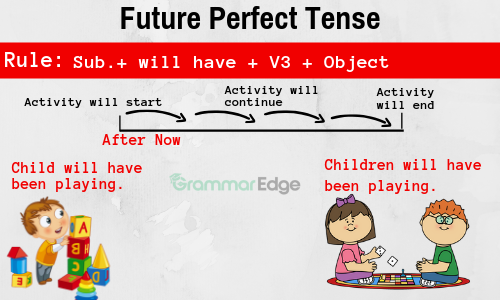 Future Perfect Tense
Rule: Sub.+ will have + V3 + Object
Activity will start
Activity will
continue
Activity
will end
After Now
Child will have
been playing.
Children will have
been playing.
GrammarEdge
A
B
H
C